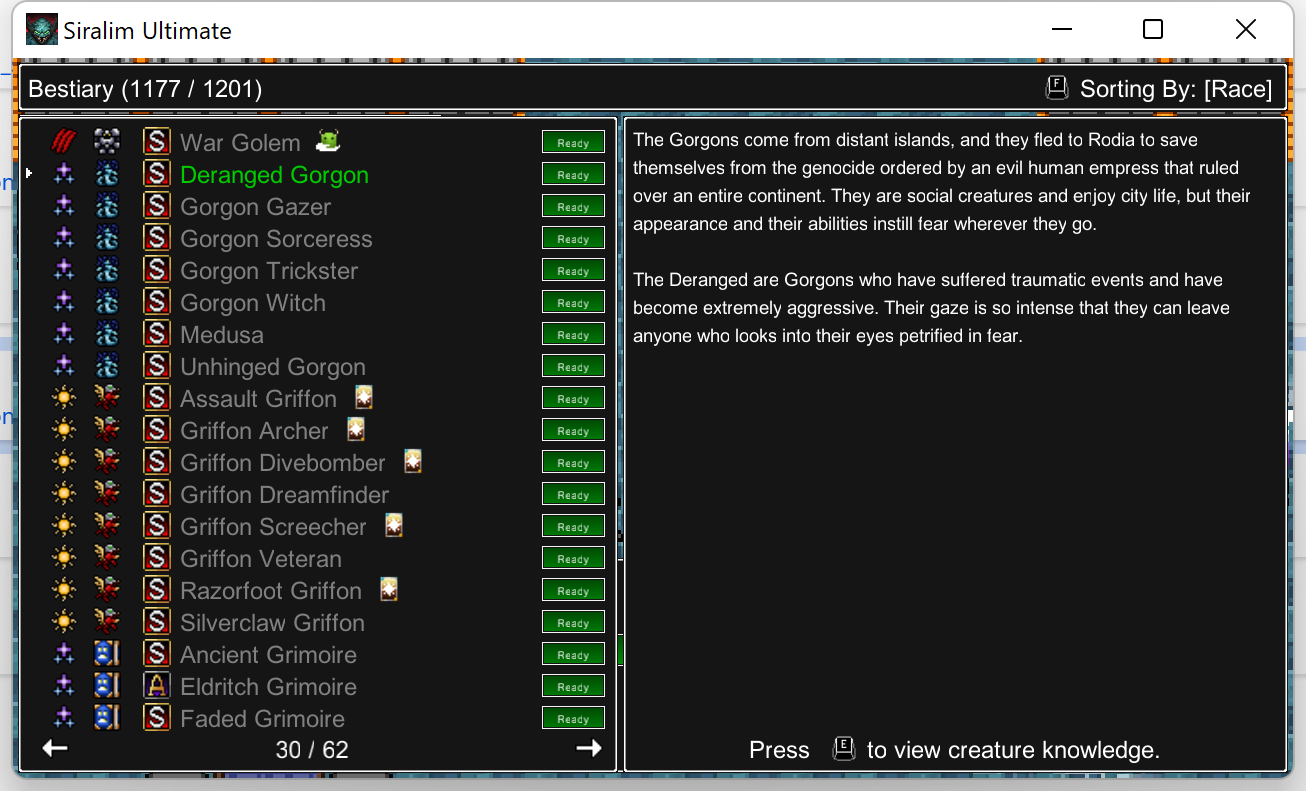 Siralim Ultimate
Bestiary (1177 / 1201)
F Sorting By: [Race]
S War Golem Ready
S Deranged Gorgon Ready
S Gorgon Gazer Ready
S Gorgon Sorceress Ready
S Gorgon Trickster Ready
S Gorgon Witch Ready
S Medusa Ready
S Unhinged Gorgon Ready
S Assault Griffon Ready
S Griffon Archer Ready
S Griffon Divebomber Ready
S Griffon Dreamfinder Ready
S Griffon Screecher Ready
S Griffon Veteran Ready
S Razorfoot Griffon Ready
S Silverclaw Griffon Ready
S Ancient Grimoire Ready
A Eldritch Grimoire Ready
S Faded Grimoire Ready
30 / 62
The Gorgons come from distant islands, and they fled to Rodia to save
themselves from the genocide ordered by an evil human empress that ruled
over an entire continent. They are social creatures and enjoy city life, but their
appearance and their abilities instill fear wherever they go.
The Deranged are Gorgons who have suffered traumatic events and have
become extremely aggressive. Their gaze is so intense that they can leave
anyone who looks into their eyes petrified in fear.
Press E to view creature knowledge.